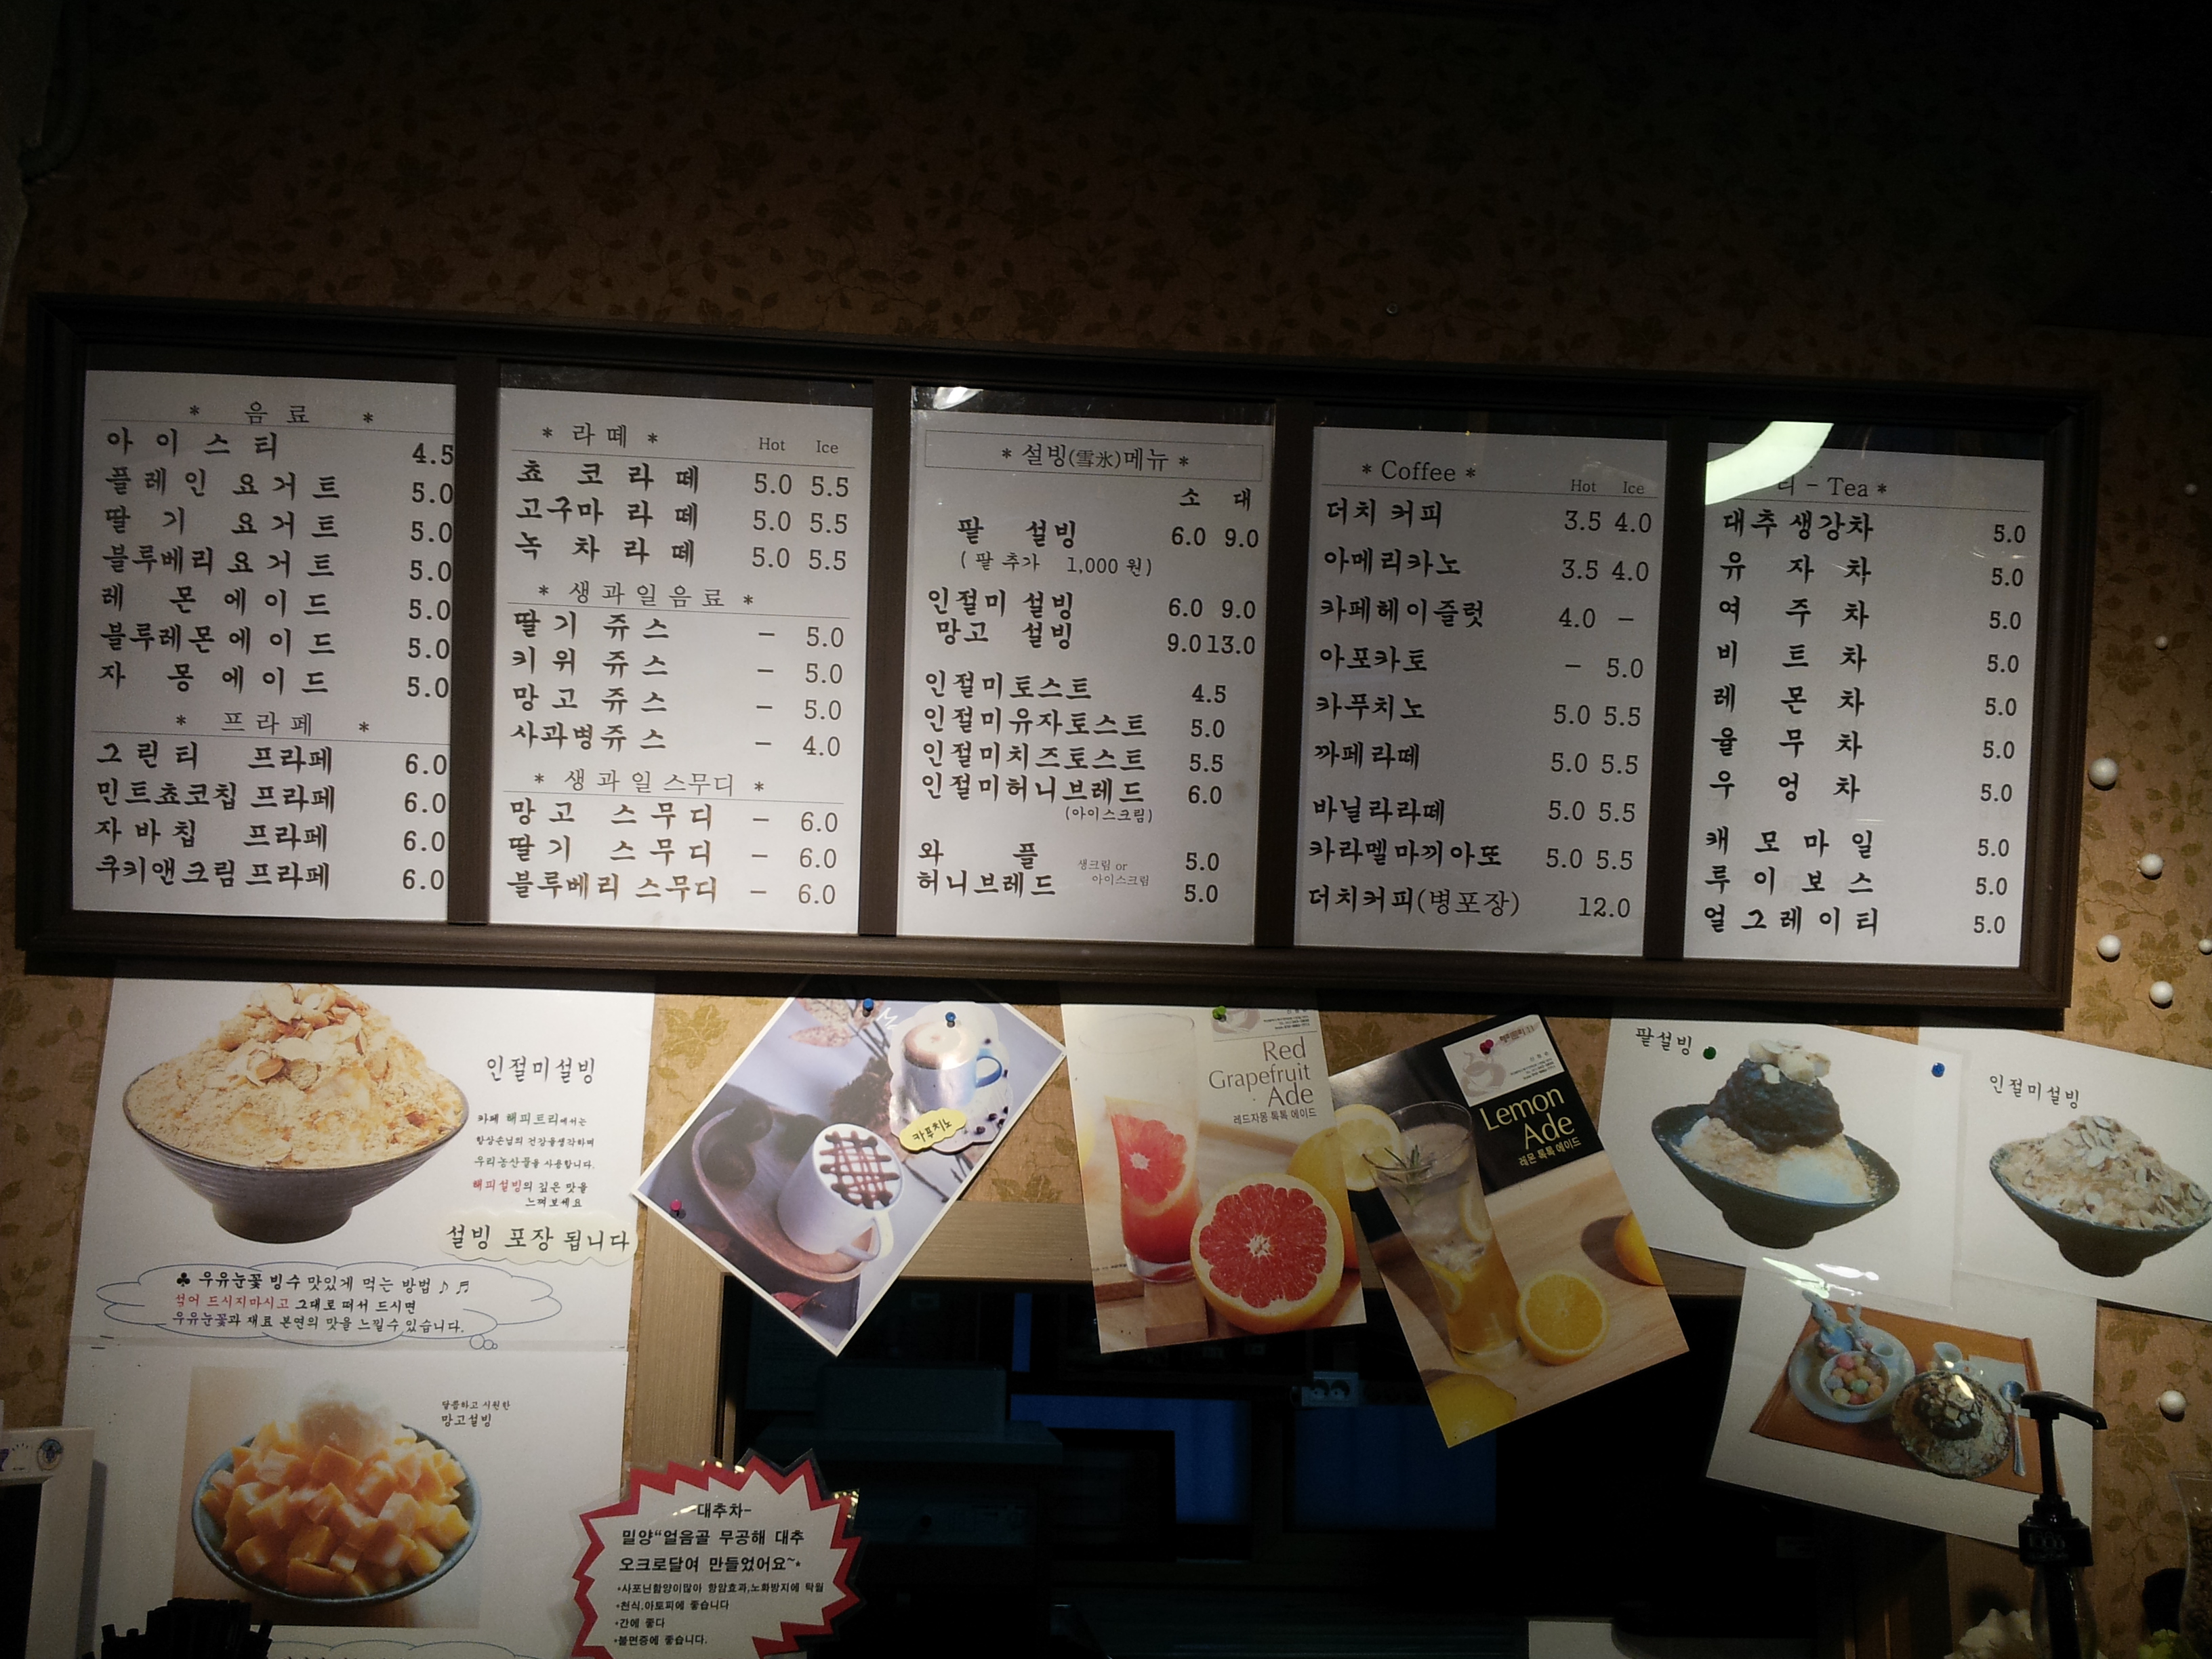 * 음 료 *
아 이 스 티 4.5
플 레 인 요 거 트 5.0
딸 기 요 거 트 5.0
블루베리 요 거 트 5.0
레 몬 에 이 드 5.0
블루레몬 에 이 드 5.0
자 몽 에 이 드 5.0
* 프 라 페 *
그 린 티 프라페 6.0
민트쵸코칩 프라페 6.0
자 바 칩 프라페 6.0
쿠키앤크림 프라페 6.0
* 라 떼 * Hot Ice
쵸 코 라 떼 5.0 5.5
고구마 라 떼 5.0 5.5
녹 차 라 떼 5.0 5.5
* 생 과 일 음 료 *
딸 기 쥬 스 - 5.0
키 위 쥬 스 - 5.0
망 고 쥬 스 - 5.0
사과병쥬 스 - 4.0
* 생 과 일 스무디 *
망 고 스 무 디 - 6.0
딸 기 스 무 디 - 6.0
블루베리 스무디 - 6.0
* 설빙(雪氷)메뉴 *
소 대
팥 설빙 6.0 9.0
( 팥 추가 1,000 원)
인절미 설빙 6.0 9.0
망고 설빙 9.0 13.0
인절미토스트 4.5
인절미유자토스트 5.0
인절미치즈토스트 5.5
인절미허니브레드 6.0
(아이스크림)
와 플 생크림 or 5.0
허니브레드 아이스크림 5.0
* Coffee * Hot Ice
더치 커피 3.5 4.0
아메리카노 3.5 4.0
카페헤이즐럿 4.0 -
아포카토 - 5.0
카푸치노 5.0 5.5
까페라떼 5.0 5.5
바닐라라떼 5.0 5.5
카라멜마끼아또 5.0 5.5
더치커피(병포장) 12.0
티 - Tea *
대추생강차 5.0
유 자 차 5.0
여 주 차 5.0
비 트 차 5.0
레 몬 차 5.0
율 무 차 5.0
우 엉 차 5.0
캐 모 마 일 5.0
루 이 보 스 5.0
얼 그 레 이 티 5.0
인절미설빙
카페 해피트리에서는
항상손님의 건강을생각하며
우리농산물을 사용합니다.
해피설빙의 깊은 맛을
느껴보세요
설빙 포장 됩니다
♣ 우유눈꽃 빙수 맛있게 먹는 방법 ♪ ♬
섞어 드시지마시고 그대로 떠서 드시면
우유눈꽃과 재료 본연의 맛을 느낄수 있습니다.
달콤하고 시원한
망고설빙
카푸치노
Red
Grapefruit
Ade
레드자몽 톡톡 에이드
Lemon
Ade
레몬 톡톡 에이드
팥설빙
인절미설빙
-대추차-
밀양"얼음골 무공해 대추
오크로달여 만들었어요~*
*사포닌함양이많아 항암효과,노화방지에 탁월
*천식.아토피에 좋습니다
*간에 좋다
*불면증에 좋습니다.